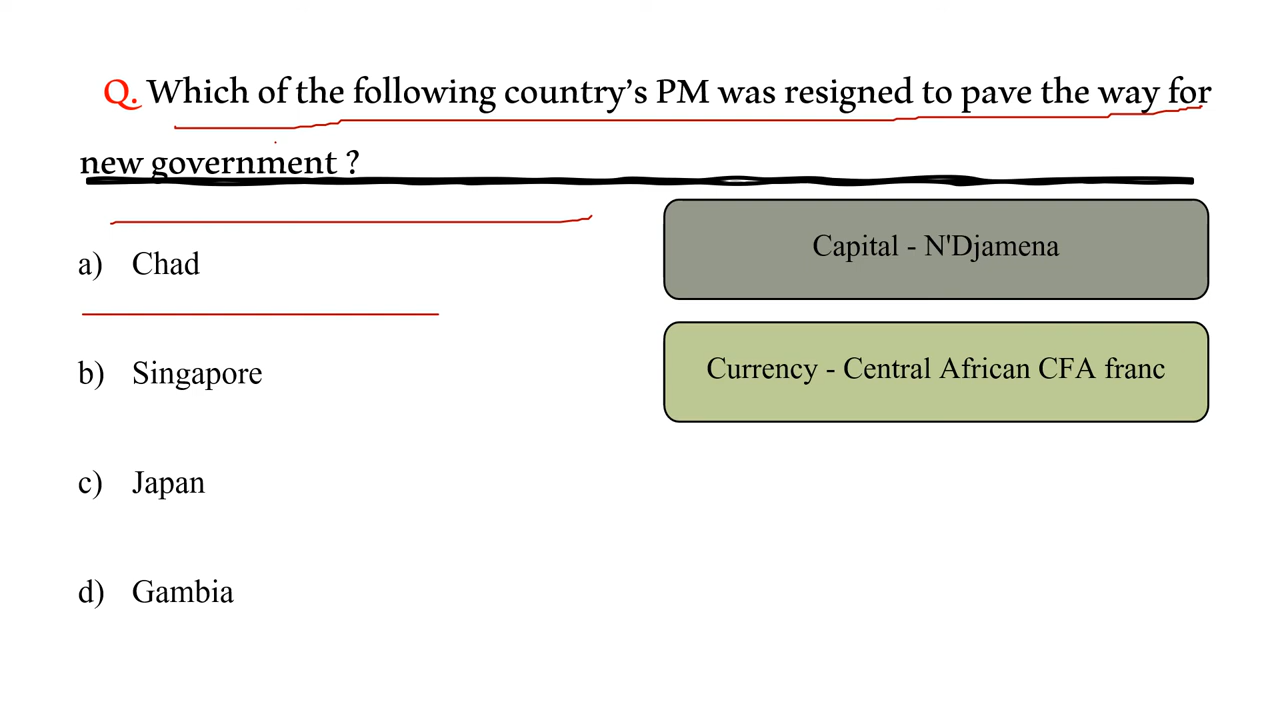 Q. Which of the following country's PM was resigned to pave the way for
new government ?
a) Chad
b) Singapore
c) Japan
d) Gambia
Capital - N'Djamena
Currency - Central African CFA franc